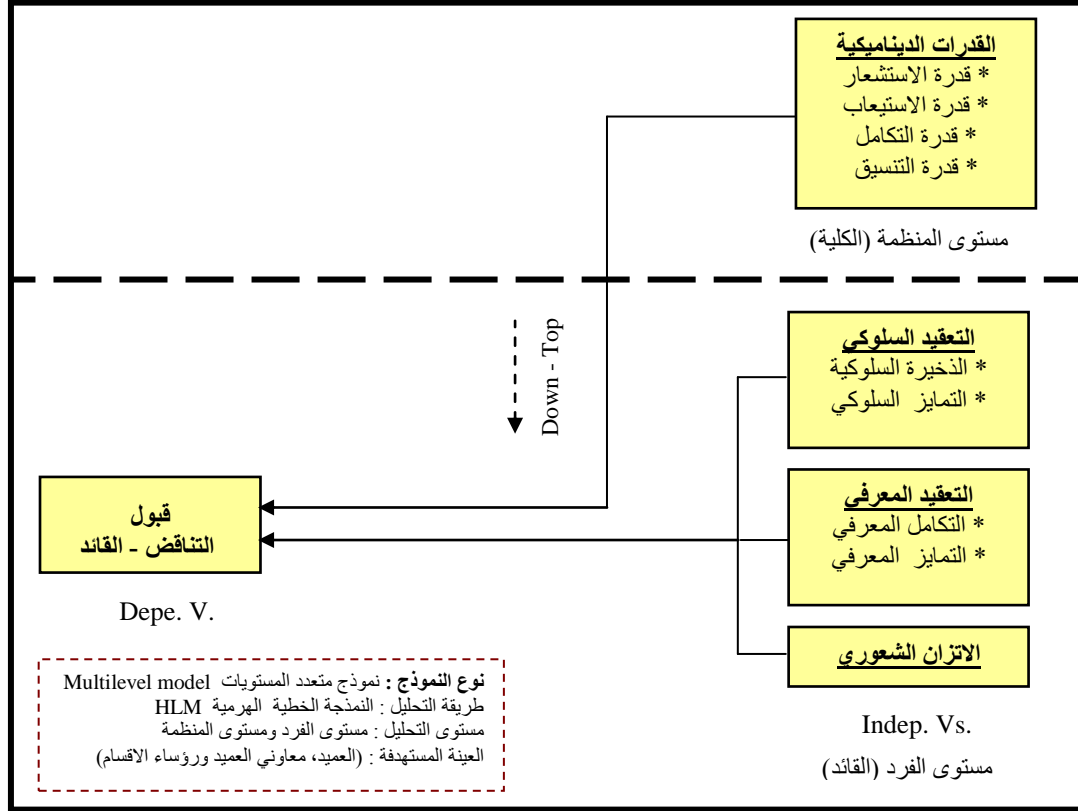 القدرات الديناميكية
* قدرة الاستشعار
* قدرة الاستيعاب
* قدرة التكامل
* قدرة التنسيق
مستوى المنظمة (الكلية)
Down - Top
التعقيد السلوكي
* الذخيرة السلوكية
* التمايز السلوكي
التعقيد المعرفي
* التكامل المعرفي
* التمايز المعرفي
الاتزان الشعوري
Indep. Vs.
مستوى الفرد (القائد)
قبول
التناقض - القائد
Depe. V.
نوع النموذج : نموذج متعدد المستويات Multilevel model
طريقة التحليل : النمذجة الخطية الهرمية HLM
مستوى التحليل : مستوى الفرد ومستوى المنظمة
العينة المستهدفة : (العميد، معاوني العميد ورؤساء الاقسام)